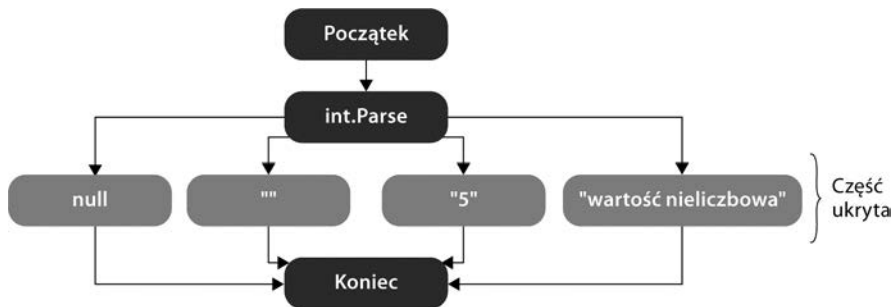 Początek
int.Parse
null
""
"5"
"wartość nieliczbowa"
Część
ukryta
Koniec